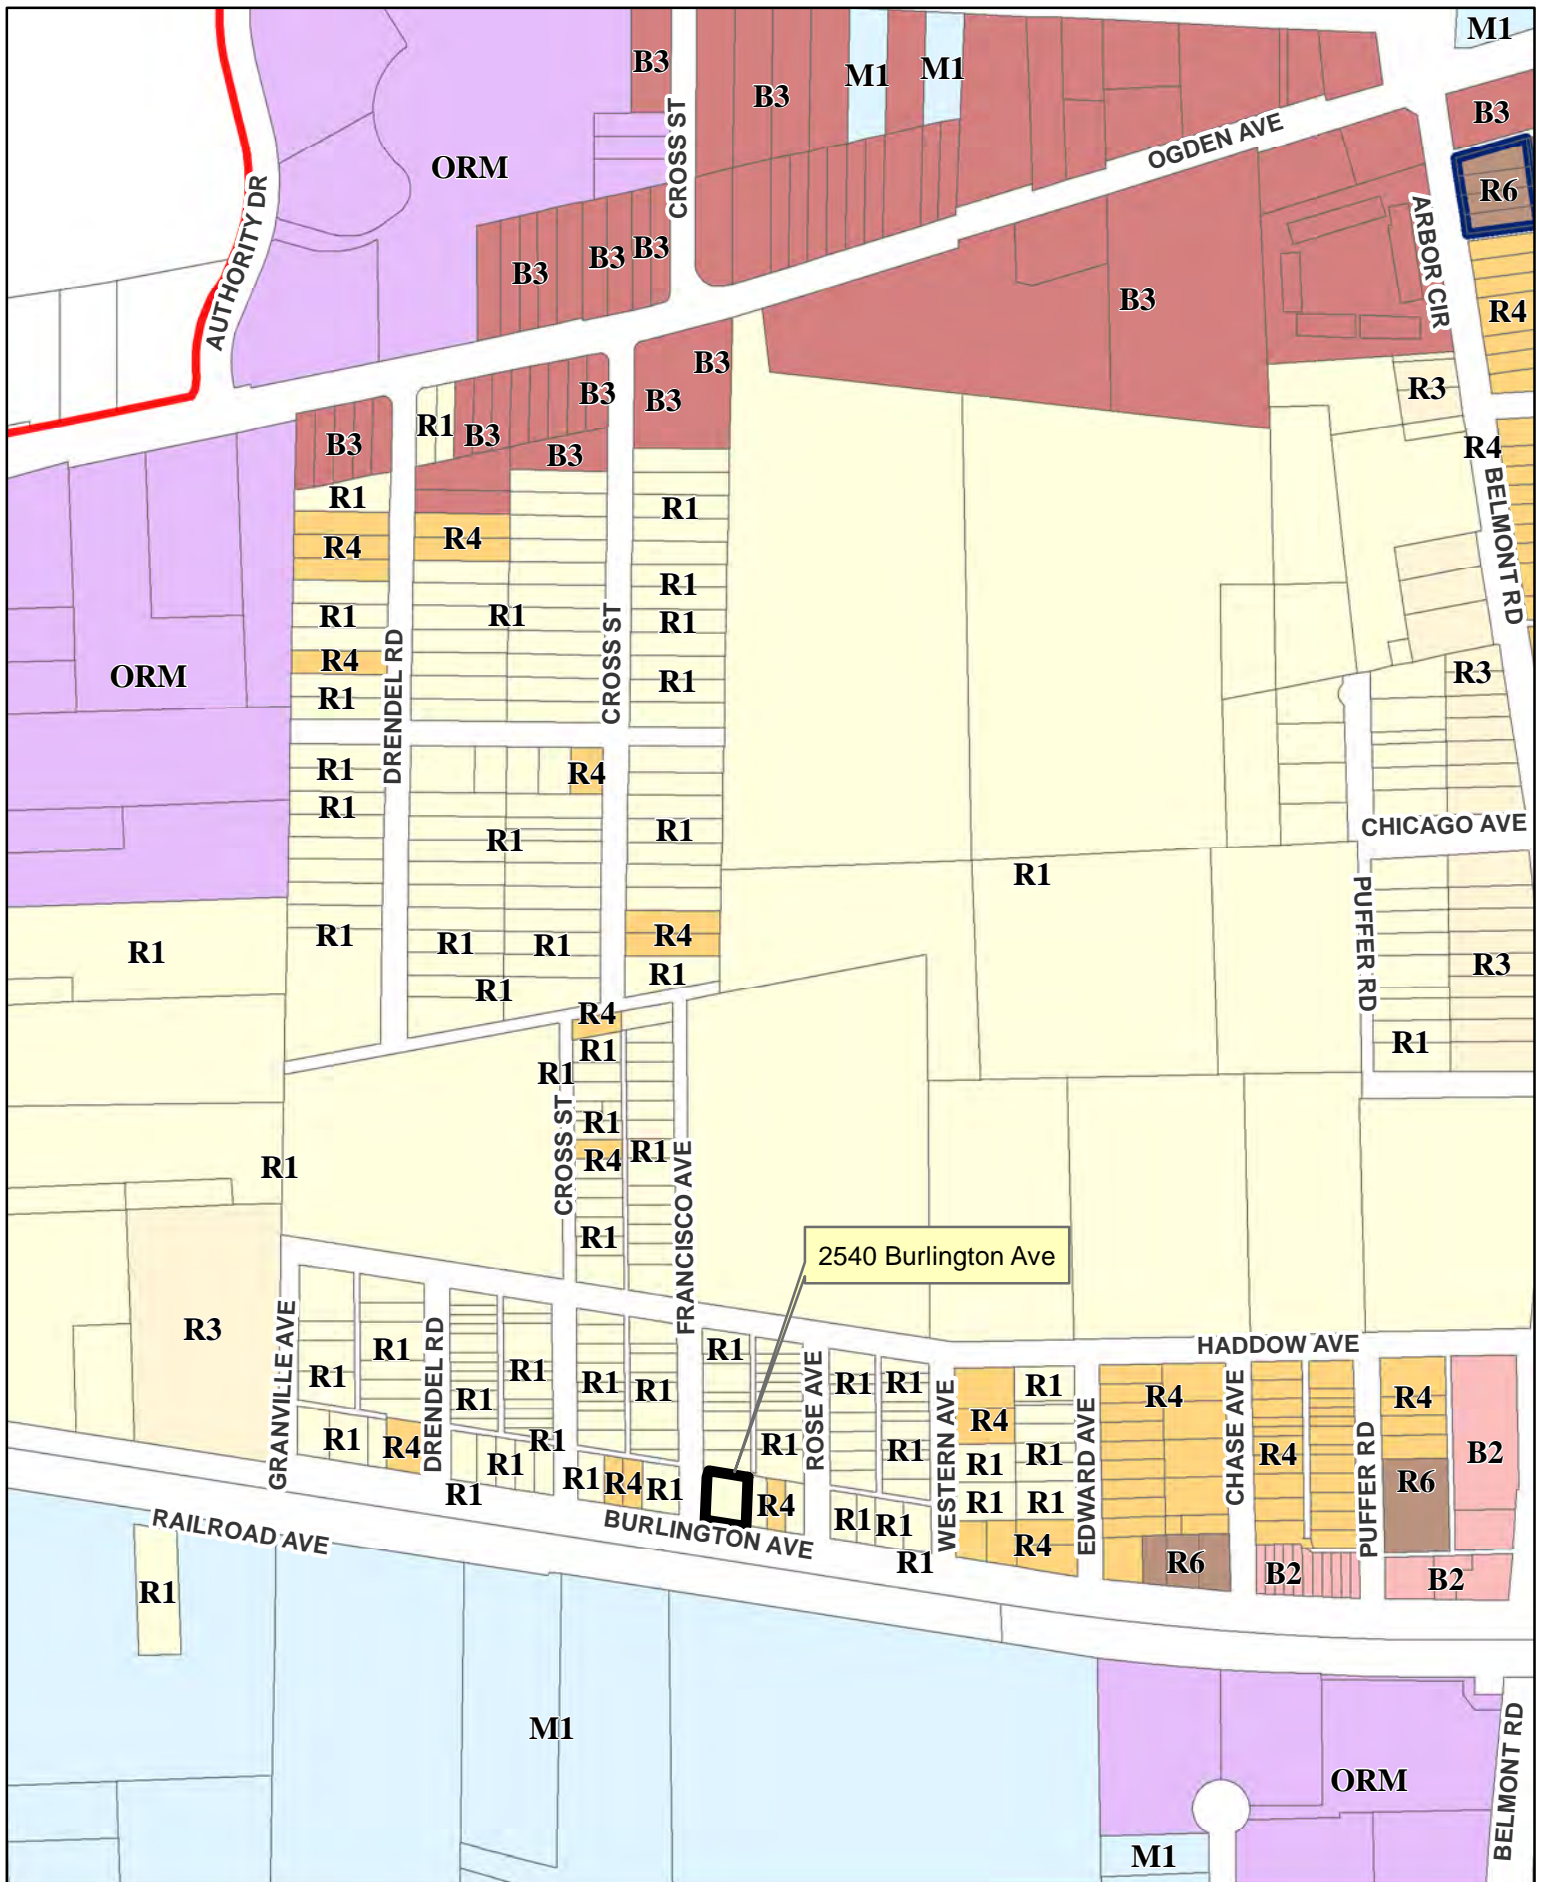 M1
B3
M1
M1
B3
B3
CROSS ST
OGDEN AVE
ORM
R6
AUTHORITY DR
ARBOR CIR
B3
B3
B3
B3
R4
B3
B3
R3
B3
R1
B3
B3
B3
R4
R1
R1
BELMONT RD
R4
R4
R1
R1
R1
R1
CROSS ST
R4
DRENDEL RD
ORM
R1
R3
R1
R1
R4
R1
CHICAGO AVE
R1
R1
R1
PUFFER RD
R1
R4
R1
R1
R1
R3
R1
R1
R4
R1
R1
R1
CROSS ST
R1
R1
R4
R1
FRANCISCO AVE
R1
2540 Burlington Ave
R3
GRANVILLE AVE
R1
R1
DRENDEL RD
HADDOW AVE
R1
R1
R1
R1
R1
ROSE AVE
R1
R1
WESTERN AVE
R1
EDWARD AVE
R4
CHASE AVE
R4
R4
R1
R4
R1
R1
R1
R1
R4
PUFFER RD
B2
R1
R1
R4
R1
R1
R6
R1
R4
R1
R1
R1
R1
R1
RAILROAD AVE
BURLINGTON AVE
R4
R1
R6
B2
B2
R1
M1
ORM
BELMONT RD
M1